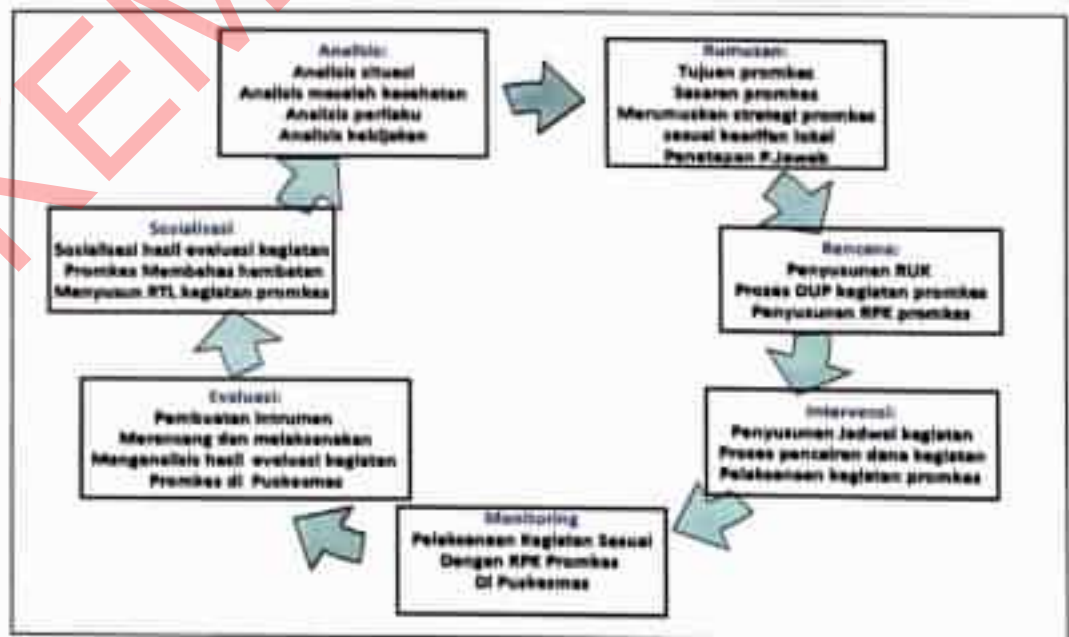 Analisis:
Analisis situasi
Analisis masalah kesehatan
Analisis perilaku
Analisis kebijakan
Rumusan:
Tujuan promkes
Sasaran promkes
Merumuskan strategi promkes
sesuai kearifan lokal
Penetapan P.Jawab
Rencana:
Penyusunan RUK
Proses DUP kegiatan promkes
Penyusunan RPK promkes
Intervensi:
Penyusunan Jadwal kegiatan
Proses pencairan dana kegiatan
Pelaksanaan kegiatan promkes
Monitoring
Pelaksanaan Kegiatan Sesuai
Dengan RPK Promkes
Di Puskesmas
Evaluasi:
Pembuatan Intrumen
Merancang dan melaksanakan
Menganalisis hasil evaluasi kegiatan
Promkes di Puskesmas
Sosialisasi
Sosialisasi hasil evaluasi kegiatan
Promkes Membahas hambatan
Menyusun RTL kegiatan promkes
KEM